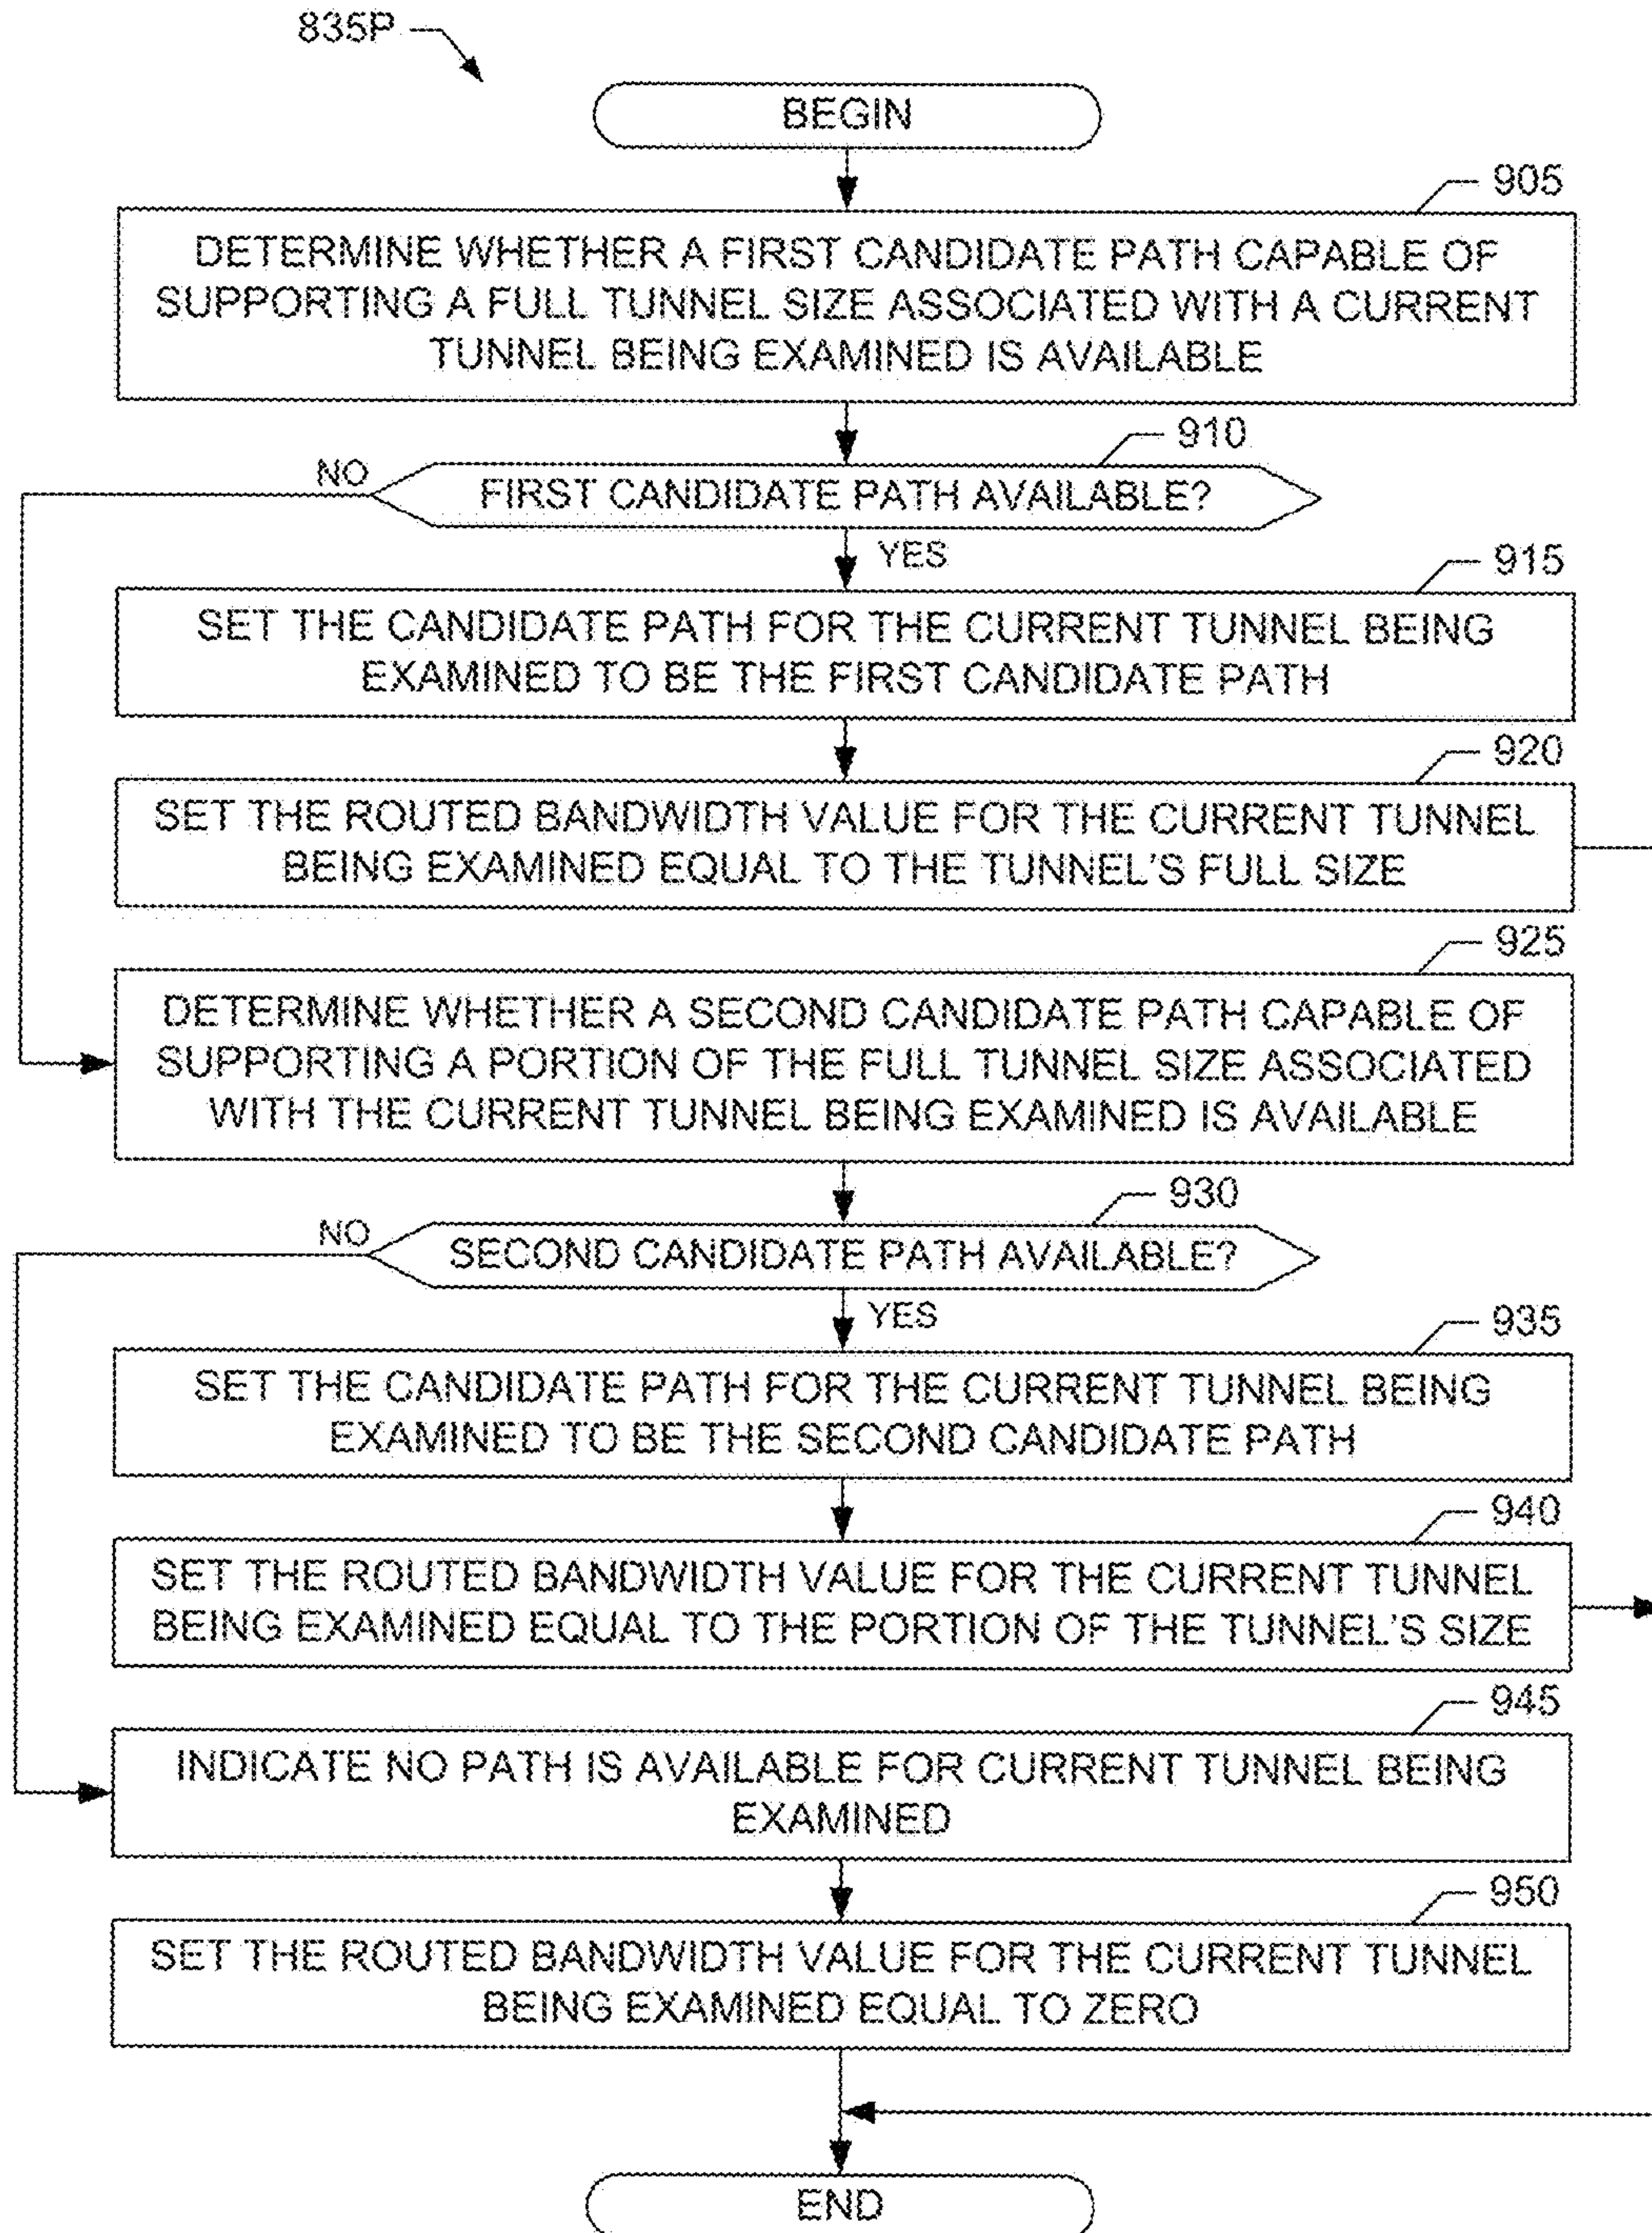 835P
BEGIN
905
DETERMINE WHETHER A FIRST CANDIDATE PATH CAPABLE OF
SUPPORTING A FULL TUNNEL SIZE ASSOCIATED WITH A CURRENT
TUNNEL BEING EXAMINED IS AVAILABLE
910
NO
FIRST CANDIDATE PATH AVAILABLE?
YES
915
SET THE CANDIDATE PATH FOR THE CURRENT TUNNEL BEING
EXAMINED TO BE THE FIRST CANDIDATE PATH
920
SET THE ROUTED BANDWIDTH VALUE FOR THE CURRENT TUNNEL
BEING EXAMINED EQUAL TO THE TUNNEL'S FULL SIZE
925
DETERMINE WHETHER A SECOND CANDIDATE PATH CAPABLE OF
SUPPORTING A PORTION OF THE FULL TUNNEL SIZE ASSOCIATED
WITH THE CURRENT TUNNEL BEING EXAMINED IS AVAILABLE
930
NO
SECOND CANDIDATE PATH AVAILABLE?
YES
935
SET THE CANDIDATE PATH FOR THE CURRENT TUNNEL BEING
EXAMINED TO BE THE SECOND CANDIDATE PATH
940
SET THE ROUTED BANDWIDTH VALUE FOR THE CURRENT TUNNEL
BEING EXAMINED EQUAL TO THE PORTION OF THE TUNNEL'S SIZE
945
INDICATE NO PATH IS AVAILABLE FOR CURRENT TUNNEL BEING
EXAMINED
950
SET THE ROUTED BANDWIDTH VALUE FOR THE CURRENT TUNNEL
BEING EXAMINED EQUAL TO ZERO
END